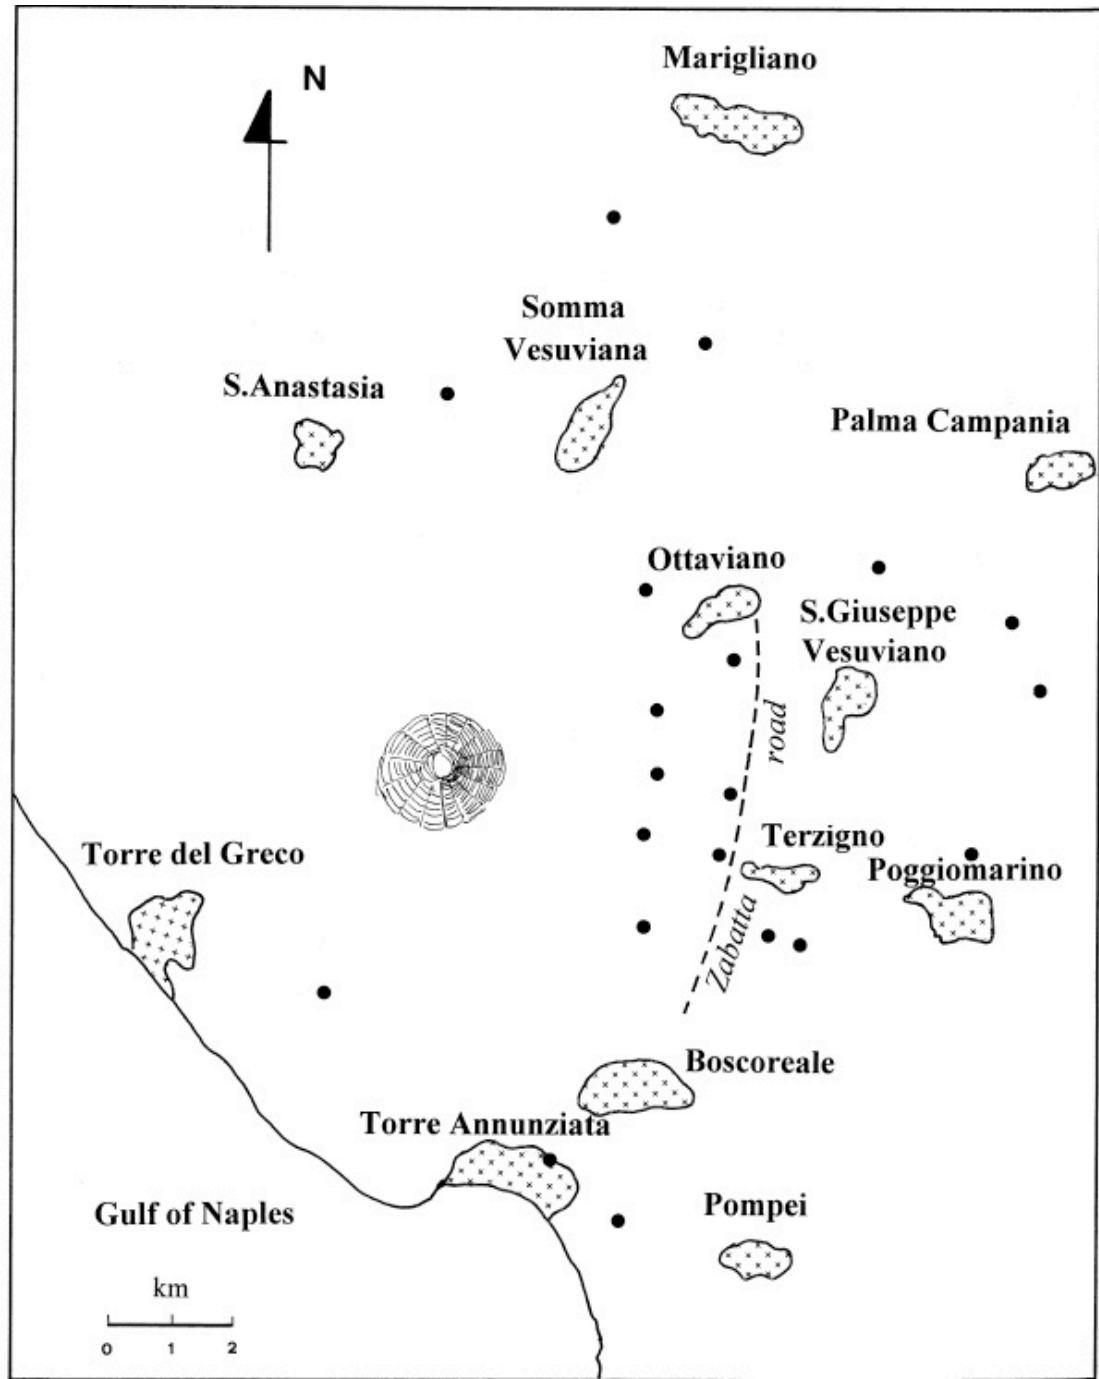 Marigliano
N
Somma
Vesuviana
S.Anastasia
Palma Campania
Ottaviano
S.Giuseppe
Vesuviano
road
Torre del Greco
Terzigno
Poggiomarino
Zabatta
Boscoreale
Torre Annunziata
Gulf of Naples
Pompei
km
0 1 2